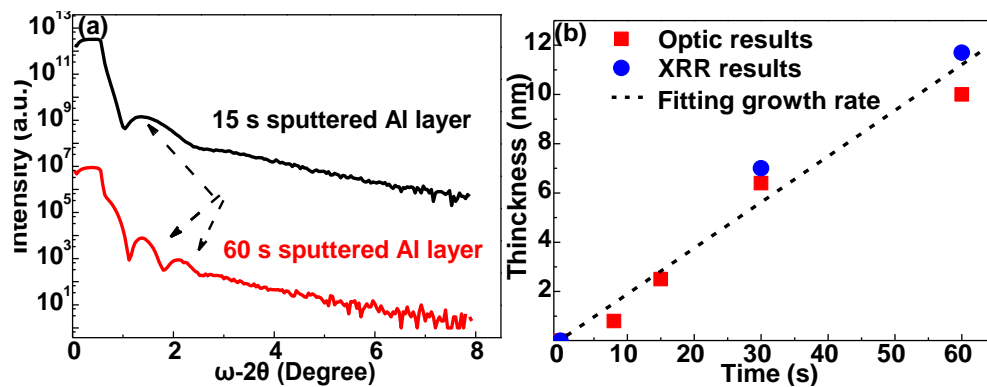 (a)
10^13
10^11
10^9
10^7
10^5
10^3
10^1
Intensity (a.u.)
15 s sputtered Al layer
60 s sputtered Al layer
0 2 4 6 8
ω-2θ (Degree)
(b)
12
10
8
6
4
2
Thinckness (nm)
Optic results
XRR results
Fitting growth rate
0 10 20 30 40 50 60
Time (s)